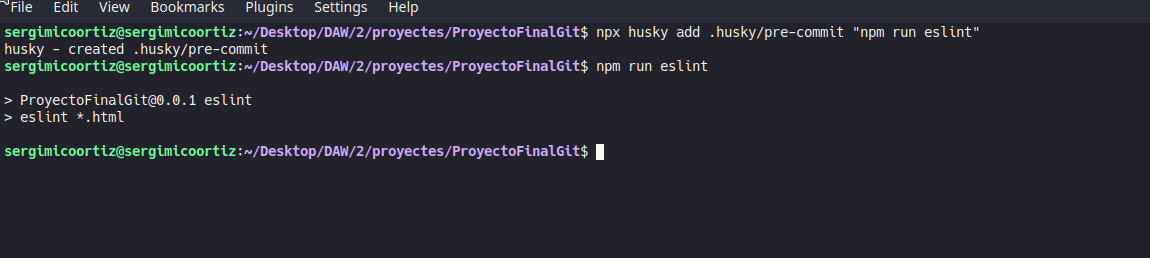 File Edit View Bookmarks Plugins Settings Help
sergimicoortiz@sergimicoortiz:~/Desktop/DAW/2/proyectes/ProyectoFinalGit$ npx husky add .husky/pre-commit "npm run eslint"
husky - created .husky/pre-commit
sergimicoortiz@sergimicoortiz:~/Desktop/DAW/2/proyectes/ProyectoFinalGit$ npm run eslint
> ProyectoFinalGit@0.0.1 eslint
> eslint *.html
sergimicoortiz@sergimicoortiz:~/Desktop/DAW/2/proyectes/ProyectoFinalGit$